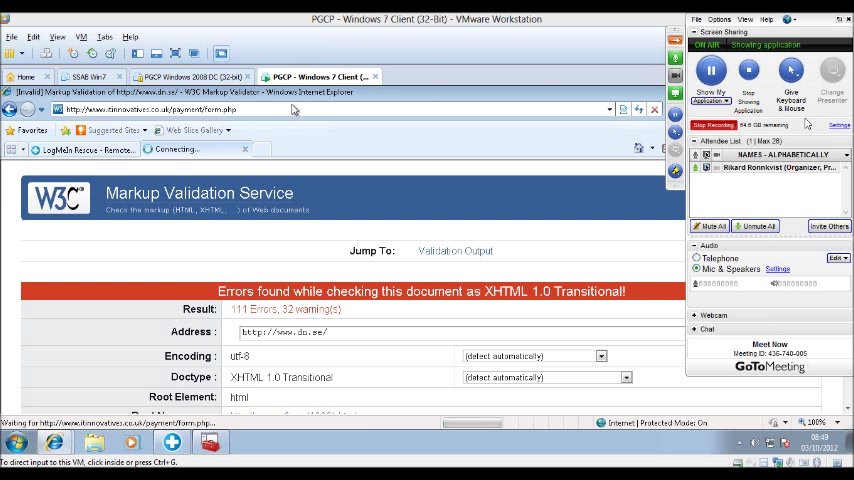 PGCP - Windows 7 Client (32-Bit) - VMware Workstation
File Edit View VM Tabs Help
Home
SSAB Win7
PGCP Windows 2008 DC (32-bit)
PGCP - Windows 7 Client (...
[Invalid] Markup Validation of http://www.dn.se/ - W3C Markup Validator - Windows Internet Explorer
http://www.itinnovatives.co.uk/payment/form.php
Favorites
Suggested Sites
Web Slice Gallery
LogMeIn Rescue - Remote...
Connecting...
W3C
Markup Validation Service
Check the markup (HTML, XHTML, ...) of Web documents
Jump To: Validation Output
Errors found while checking this document as XHTML 1.0 Transitional!
Result: 111 Errors, 32 warning(s)
Address : http://www.dn.se/
Encoding : utf-8 (detect automatically)
Doctype : XHTML 1.0 Transitional (detect automatically)
Root Element: html
Waiting for http://www.itinnovatives.co.uk/payment/form.php...
Internet | Protected Mode: On
100%
08:49
03/10/2012
To direct input to this VM, click inside or press Ctrl+G.
File Options View Help
Screen Sharing
ON AIR Showing application
Show My
Application
Stop
Showing
Application
Give
Keyboard
& Mouse
Change
Presenter
Stop Recording
64.6 GB remaining
Settings
Attendee List (1 | Max 26)
NAMES - ALPHABETICALLY
Rikard Ronnkvist (Organizer, Pr...
Mute All
Unmute All
Invite Others
Audio
Telephone
Edit
Mic & Speakers
Settings
Webcam
Chat
Meet Now
Meeting ID: 436-740-005
GoToMeeting